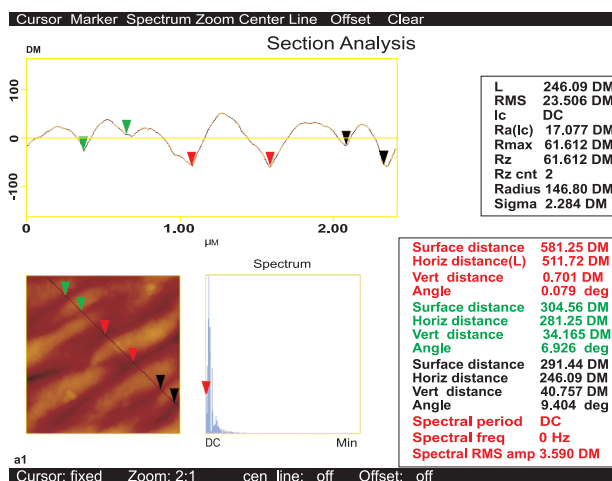 Cursor Marker Spectrum Zoom Center Line Offset Clear
Section Analysis
DM
100
0
-100
0
1.00
2.00
μM
L 246.09 DM
RMS 23.506 DM
Ic DC
Ra(Ic) 17.077 DM
Rmax 61.612 DM
Rz 61.612 DM
Rz cnt 2
Radius 146.80 DM
Sigma 2.284 DM
Surface distance 581.25 DM
Horiz distance(L) 511.72 DM
Vert distance 0.701 DM
Angle 0.079 deg
Surface distance 304.56 DM
Horiz distance 281.25 DM
Vert distance 34.165 DM
Angle 6.926 deg
Surface distance 291.44 DM
Horiz distance 246.09 DM
Vert distance 40.757 DM
Angle 9.404 deg
Spectral period DC
Spectral freq 0 Hz
Spectral RMS amp 3.590 DM
Spectrum
DC
Min
a1
Cursor: fixed Zoom: 2:1 cen line: off Offset: off